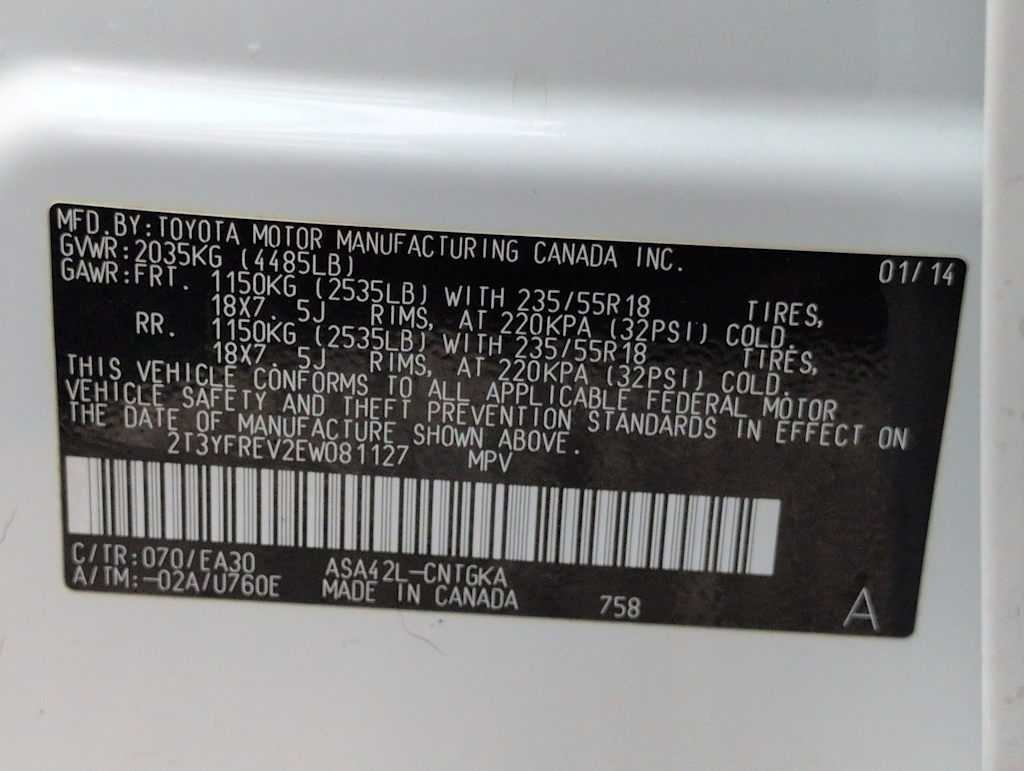 MFD.BY:TOYOTA MOTOR MANUFACTURING CANADA INC. 01/14
GVWR:2035KG (4485LB)
GAWR:FRT. 1150KG (2535LB) WITH 235/55R18 TIRES,
18X7. 5J RIMS, AT 220KPA (32PSI) COLD.
RR. 1150KG (2535LB) WITH 235/55R18 TIRES,
18X7. 5J RIMS, AT 220KPA (32PSI) COLD.
THIS VEHICLE CONFORMS TO ALL APPLICABLE FEDERAL MOTOR
VEHICLE SAFETY AND THEFT PREVENTION STANDARDS IN EFFECT ON
THE DATE OF MANUFACTURE SHOWN ABOVE.
2T3YFREV2EW081127 MPV
C/TR:070/EA30 ASA42L-CNTGKA
A/TM:-02A/U760E MADE IN CANADA 758 A